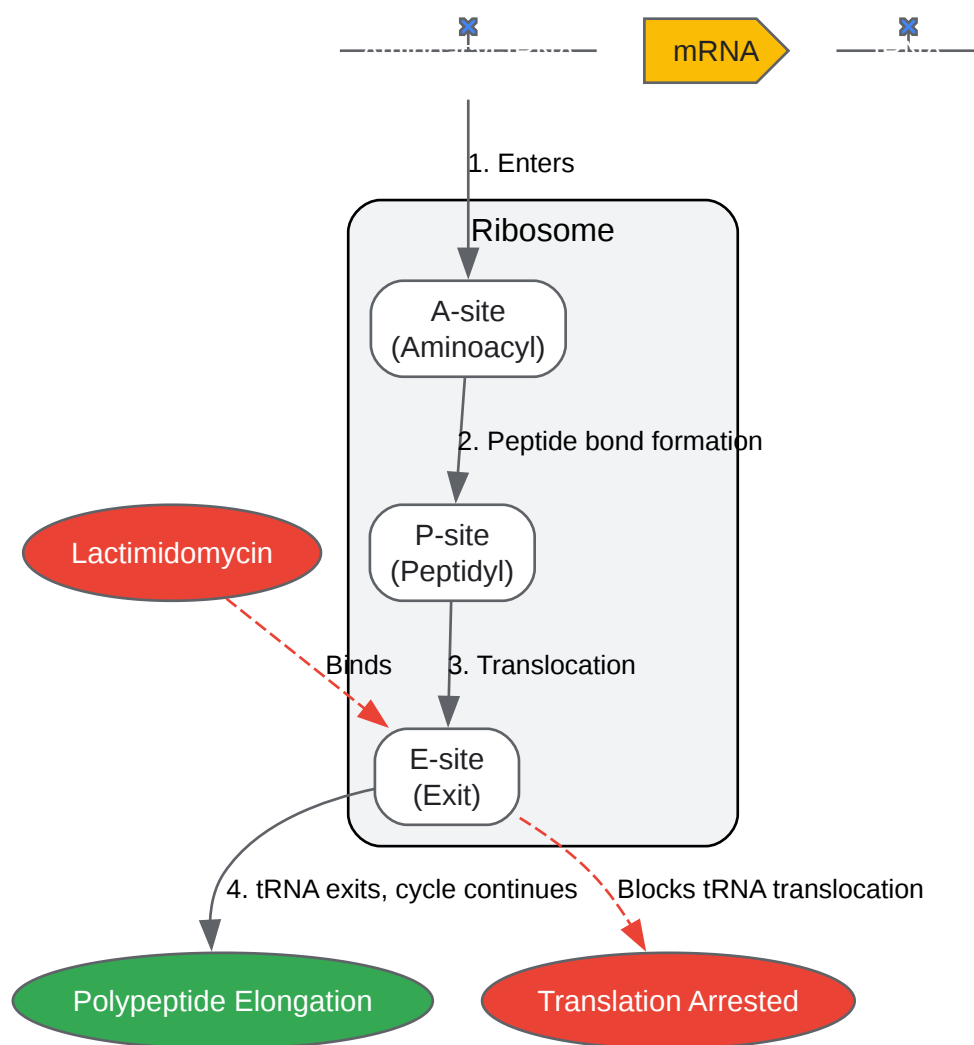 mRNA
1. Enters
Ribosome
A-site
(Aminoacyl)
2. Peptide bond formation
Lactimidomycin
P-site
(Peptidyl)
Binds
3. Translocation
E-site
(Exit)
4. tRNA exits, cycle continues
Blocks tRNA translocation
Polypeptide Elongation
Translation Arrested